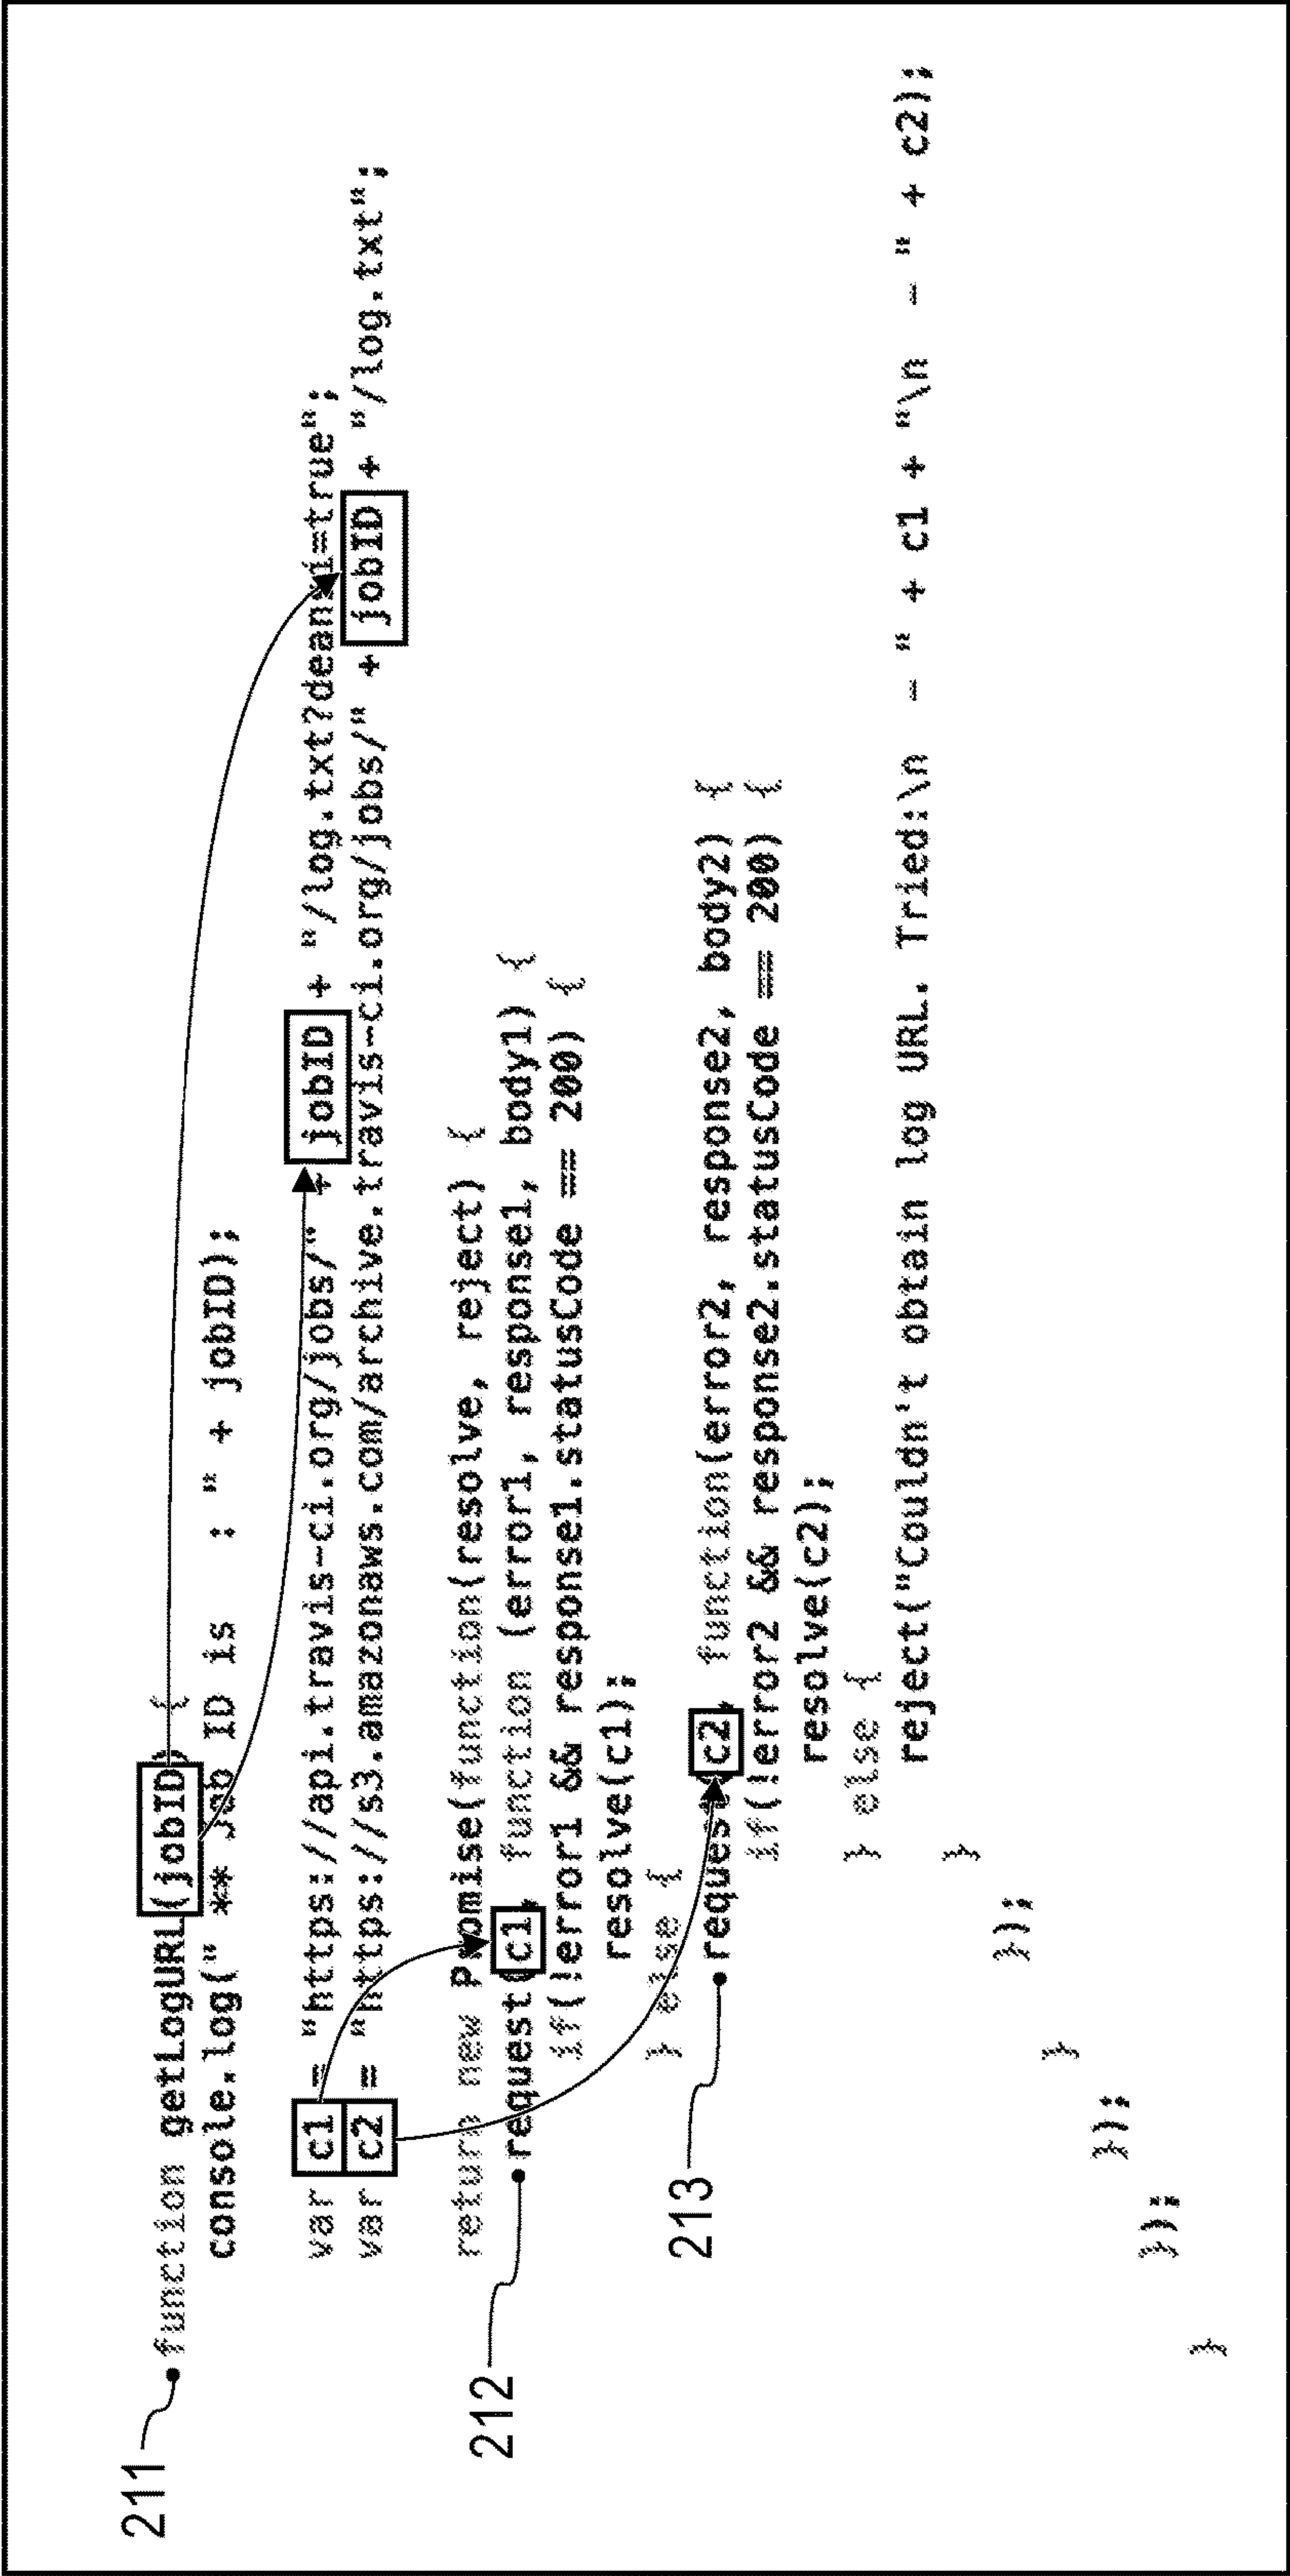 211 function getLogURL(jobID) {
console.log(" ** Job ID is   : " + jobID);
var c1 = "https://api.travis-ci.org/jobs/" + jobID + "/log.txt?deansi=true";
var c2 = "https://s3.amazonaws.com/archive.travis-ci.org/jobs/" + jobID + "/log.txt";
return new Promise(function(resolve, reject) {
212 request(c1, function (error1, response1, body1) {
if(!error1 && response1.statusCode == 200) {
resolve(c1);
} else {
213 request(c2, function(error2, response2, body2) {
if(!error2 && response2.statusCode == 200) {
resolve(c2);
} else {
reject("Couldn't obtain log URL. Tried:\n  - " + c1 + "\n  - " + c2);
}
});
}
});
});
}